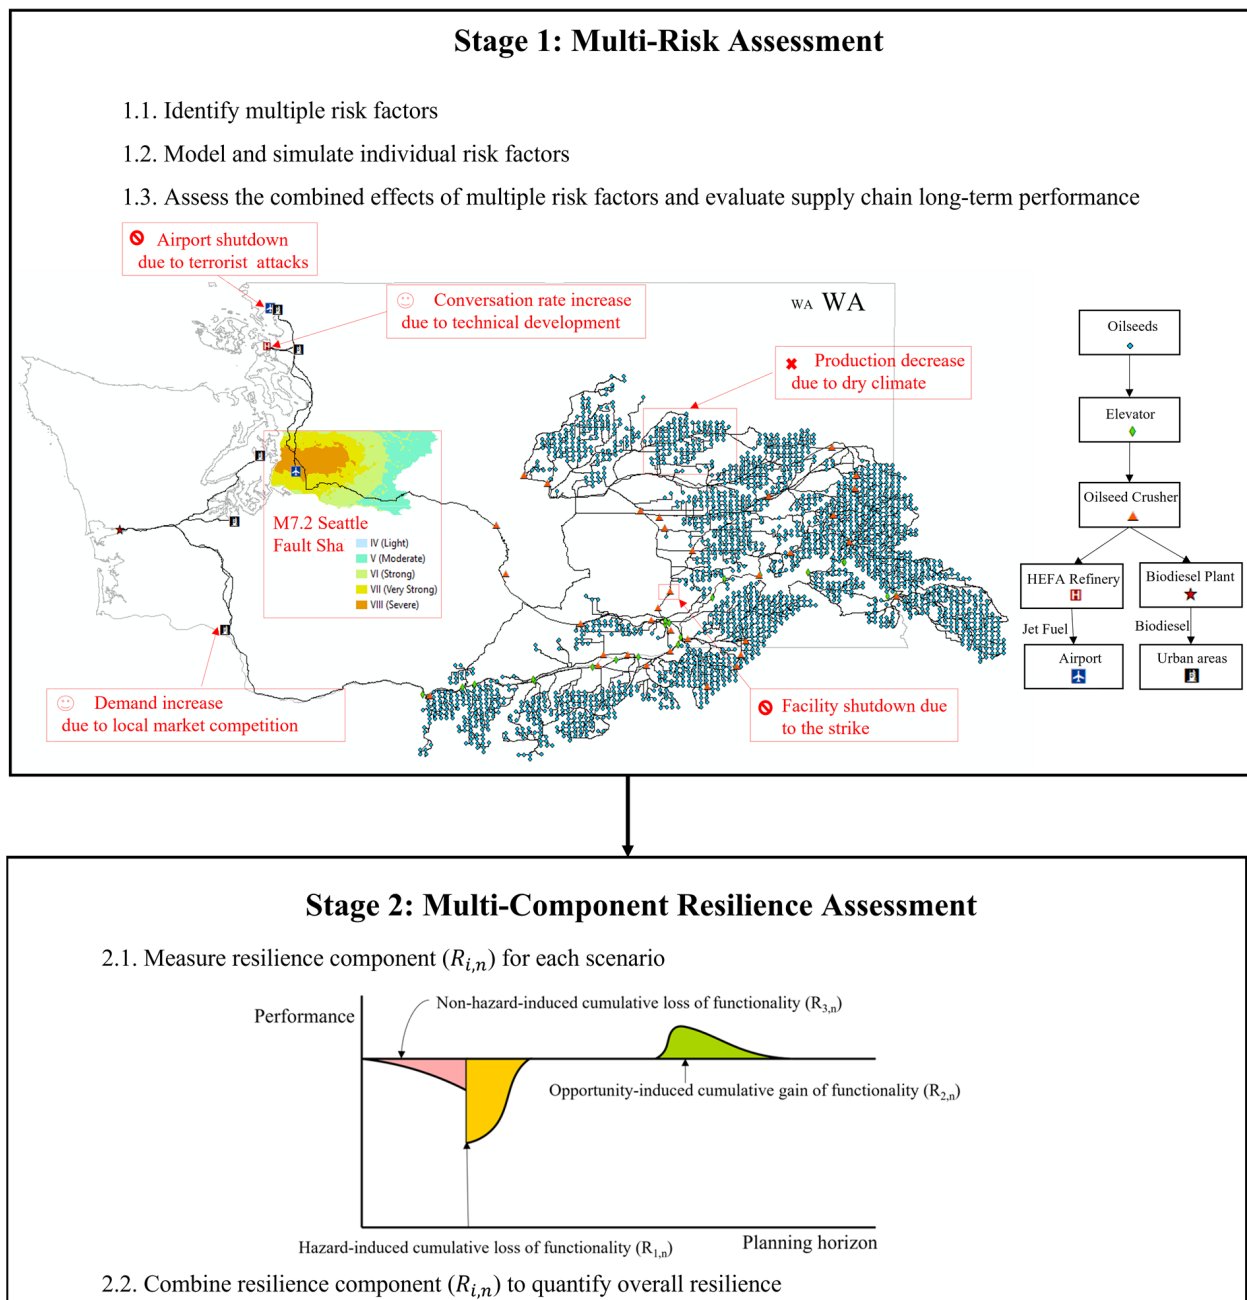 Stage 1: Multi-Risk Assessment
1.1. Identify multiple risk factors
1.2. Model and simulate individual risk factors
1.3. Assess the combined effects of multiple risk factors and evaluate supply chain long-term performance
Airport shutdown
due to terrorist attacks
Conversation rate increase
due to technical development
WA WA
Production decrease
due to dry climate
M7.2 Seattle
Fault Sha
IV (Light)
V (Moderate)
VI (Strong)
VII (Very Strong)
VIII (Severe)
Demand increase
due to local market competition
Facility shutdown due
to the strike
Oilseeds
Elevator
Oilseed Crusher
HEFA Refinery
H
Biodiesel Plant
Jet Fuel
Biodiesel
Airport
Urban areas
Stage 2: Multi-Component Resilience Assessment
2.1. Measure resilience component (R_{i,n}) for each scenario
Performance
Non-hazard-induced cumulative loss of functionality (R_{3,n})
Opportunity-induced cumulative gain of functionality (R_{2,n})
Hazard-induced cumulative loss of functionality (R_{1,n})
Planning horizon
2.2. Combine resilience component (R_{i,n}) to quantify overall resilience